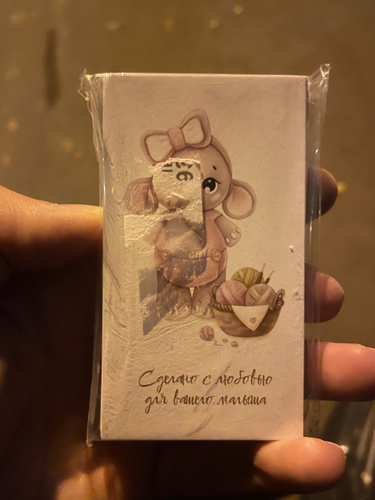 Сделано с любовью
для вашего малыша